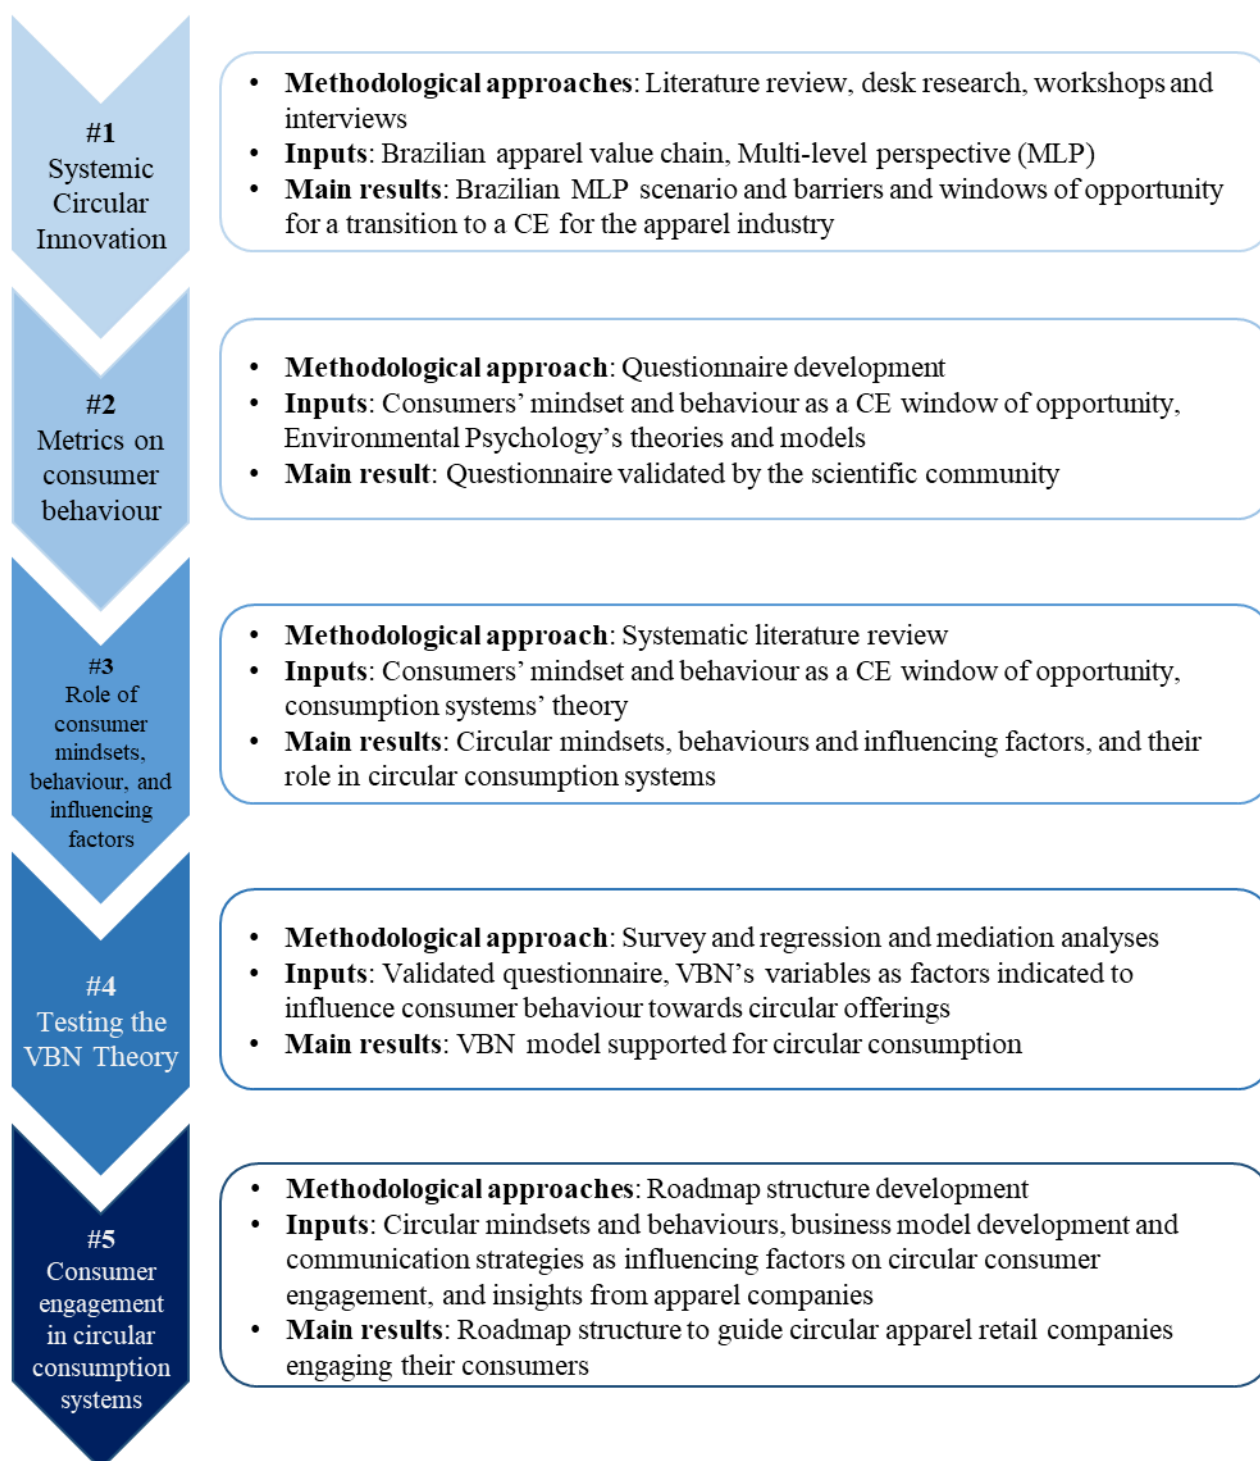 #1
Systemic
Circular
Innovation
• Methodological approaches: Literature review, desk research, workshops and
interviews
• Inputs: Brazilian apparel value chain, Multi-level perspective (MLP)
• Main results: Brazilian MLP scenario and barriers and windows of opportunity
for a transition to a CE for the apparel industry
#2
Metrics on
consumer
behaviour
• Methodological approach: Questionnaire development
• Inputs: Consumers’ mindset and behaviour as a CE window of opportunity,
Environmental Psychology’s theories and models
• Main result: Questionnaire validated by the scientific community
#3
Role of
consumer
mindsets,
behaviour, and
influencing
factors
• Methodological approach: Systematic literature review
• Inputs: Consumers’ mindset and behaviour as a CE window of opportunity,
consumption systems’ theory
• Main results: Circular mindsets, behaviours and influencing factors, and their
role in circular consumption systems
#4
Testing the
VBN Theory
• Methodological approach: Survey and regression and mediation analyses
• Inputs: Validated questionnaire, VBN’s variables as factors indicated to
influence consumer behaviour towards circular offerings
• Main results: VBN model supported for circular consumption
#5
Consumer
engagement
in circular
consumption
systems
• Methodological approaches: Roadmap structure development
• Inputs: Circular mindsets and behaviours, business model development and
communication strategies as influencing factors on circular consumer
engagement, and insights from apparel companies
• Main results: Roadmap structure to guide circular apparel retail companies
engaging their consumers